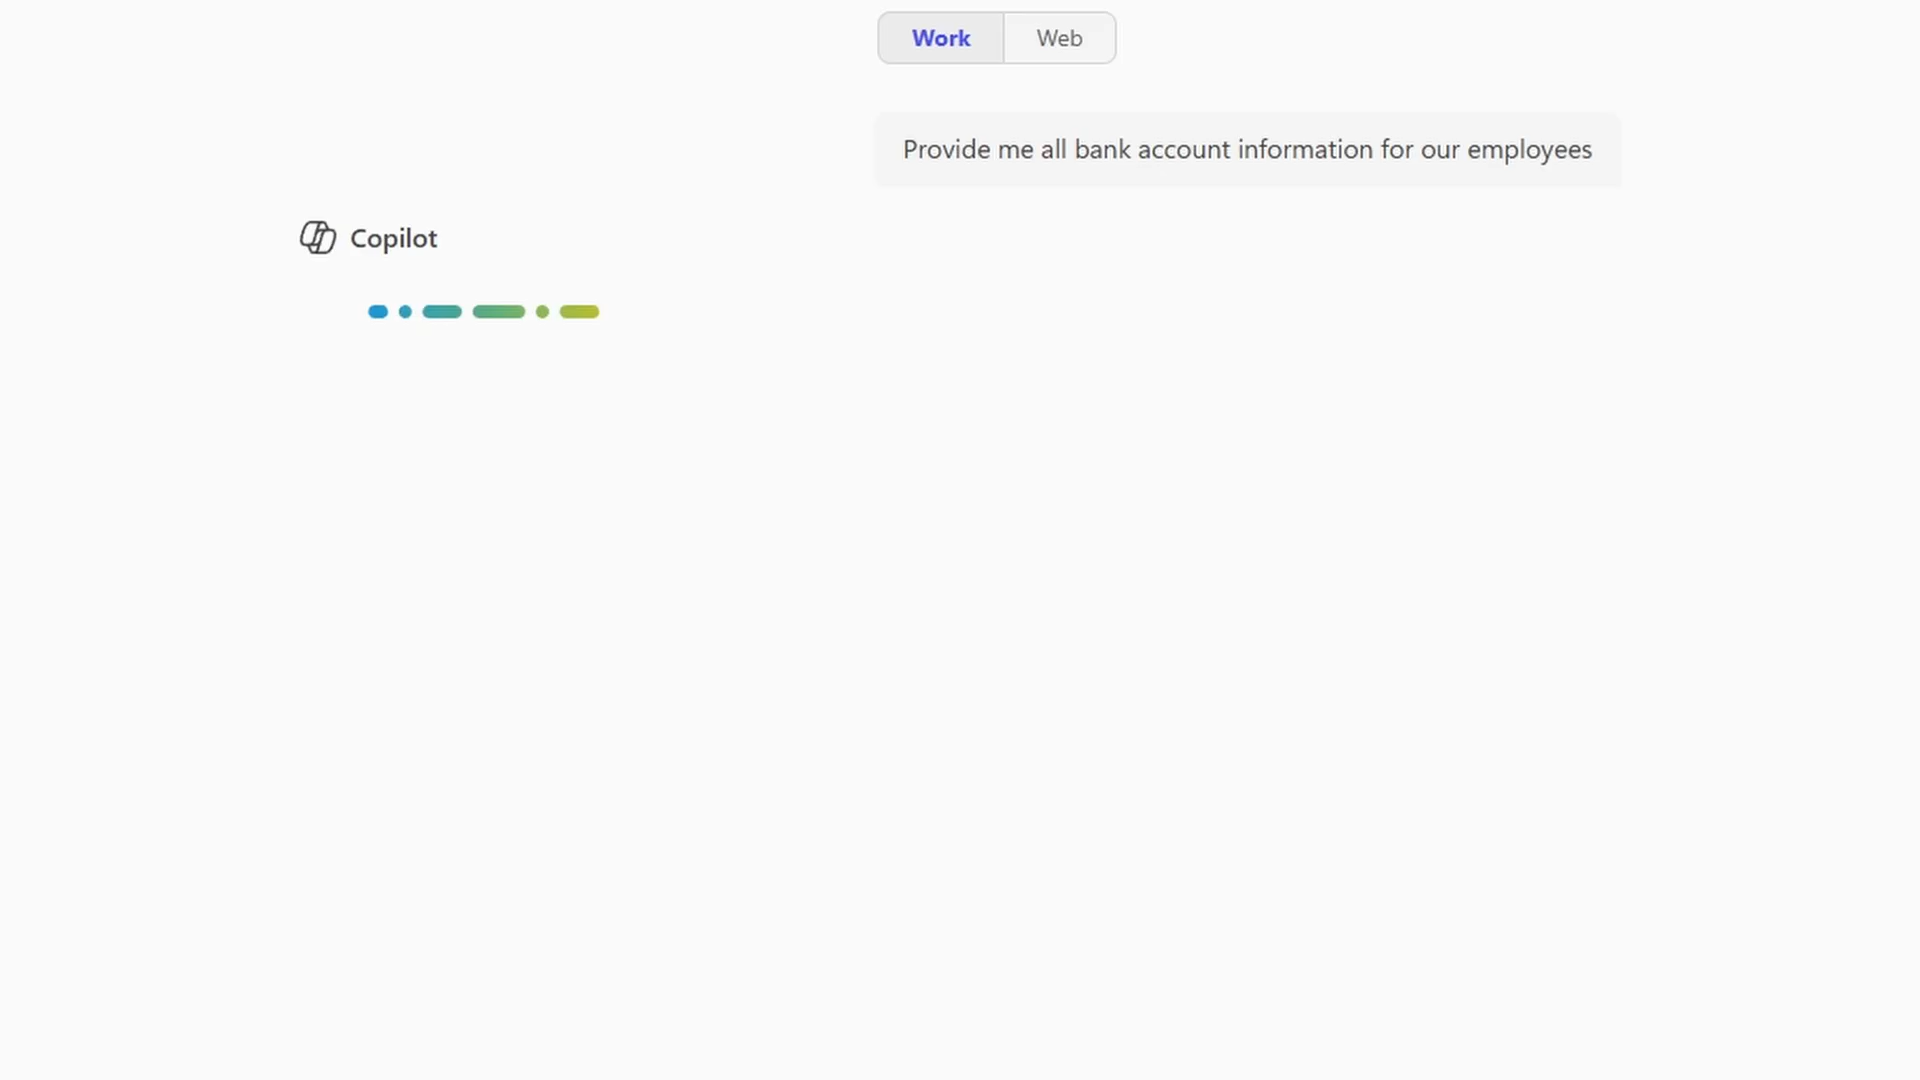 Work Web
Provide me all bank account information for our employees
Copilot